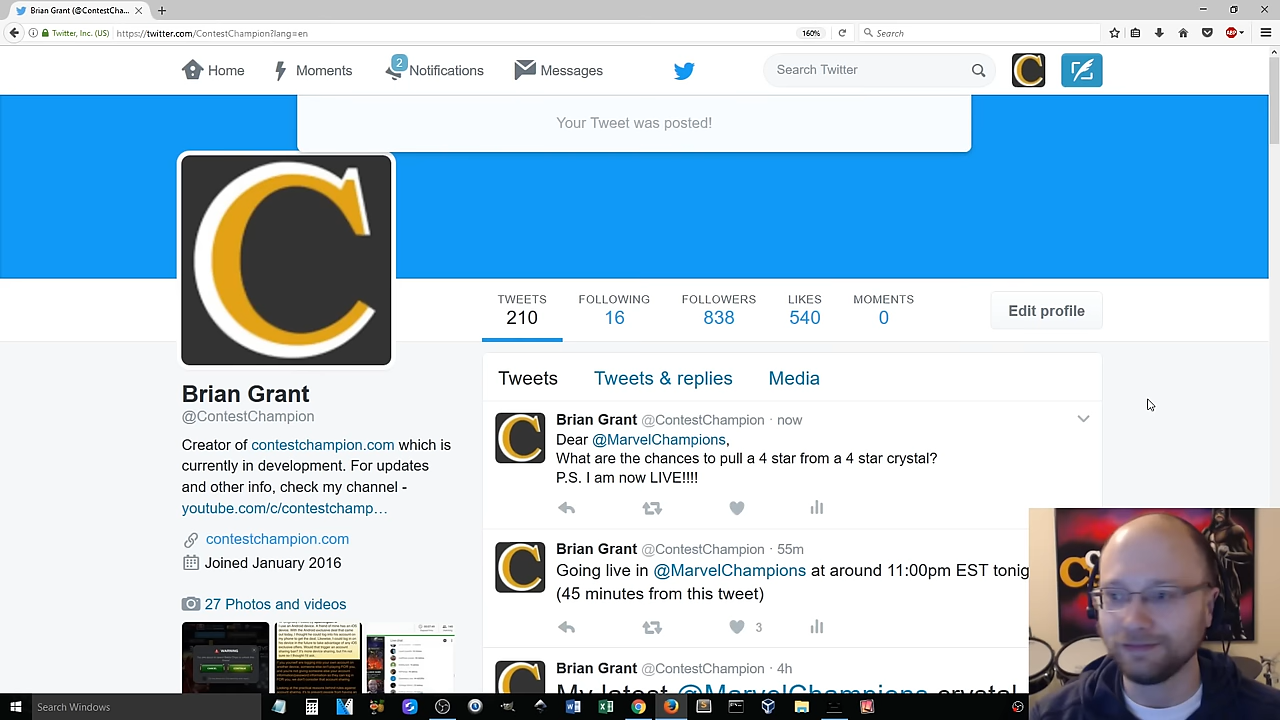 Brian Grant (@ContestCha...
Twitter, Inc. (US)
https://twitter.com/ContestChampion?lang=en
160%
Search
ABP
Home
Moments
2
Notifications
Messages
Search Twitter
C
Your Tweet was posted!
C
TWEETS
210
FOLLOWING
16
FOLLOWERS
838
LIKES
540
MOMENTS
0
Edit profile
Brian Grant
@ContestChampion
Creator of contestchampion.com which is
currently in development. For updates
and other info, check my channel -
youtube.com/c/contestchamp…
contestchampion.com
Joined January 2016
27 Photos and videos
Tweets
Tweets & replies
Media
Brian Grant @ContestChampion · now
Dear @MarvelChampions,
What are the chances to pull a 4 star from a 4 star crystal?
P.S. I am now LIVE!!!!
Brian Grant @ContestChampion · 55m
Going live in @MarvelChampions at around 11:00pm EST tonig
(45 minutes from this tweet)
Brian Grant @ContestChampion
WARNING
Search Windows